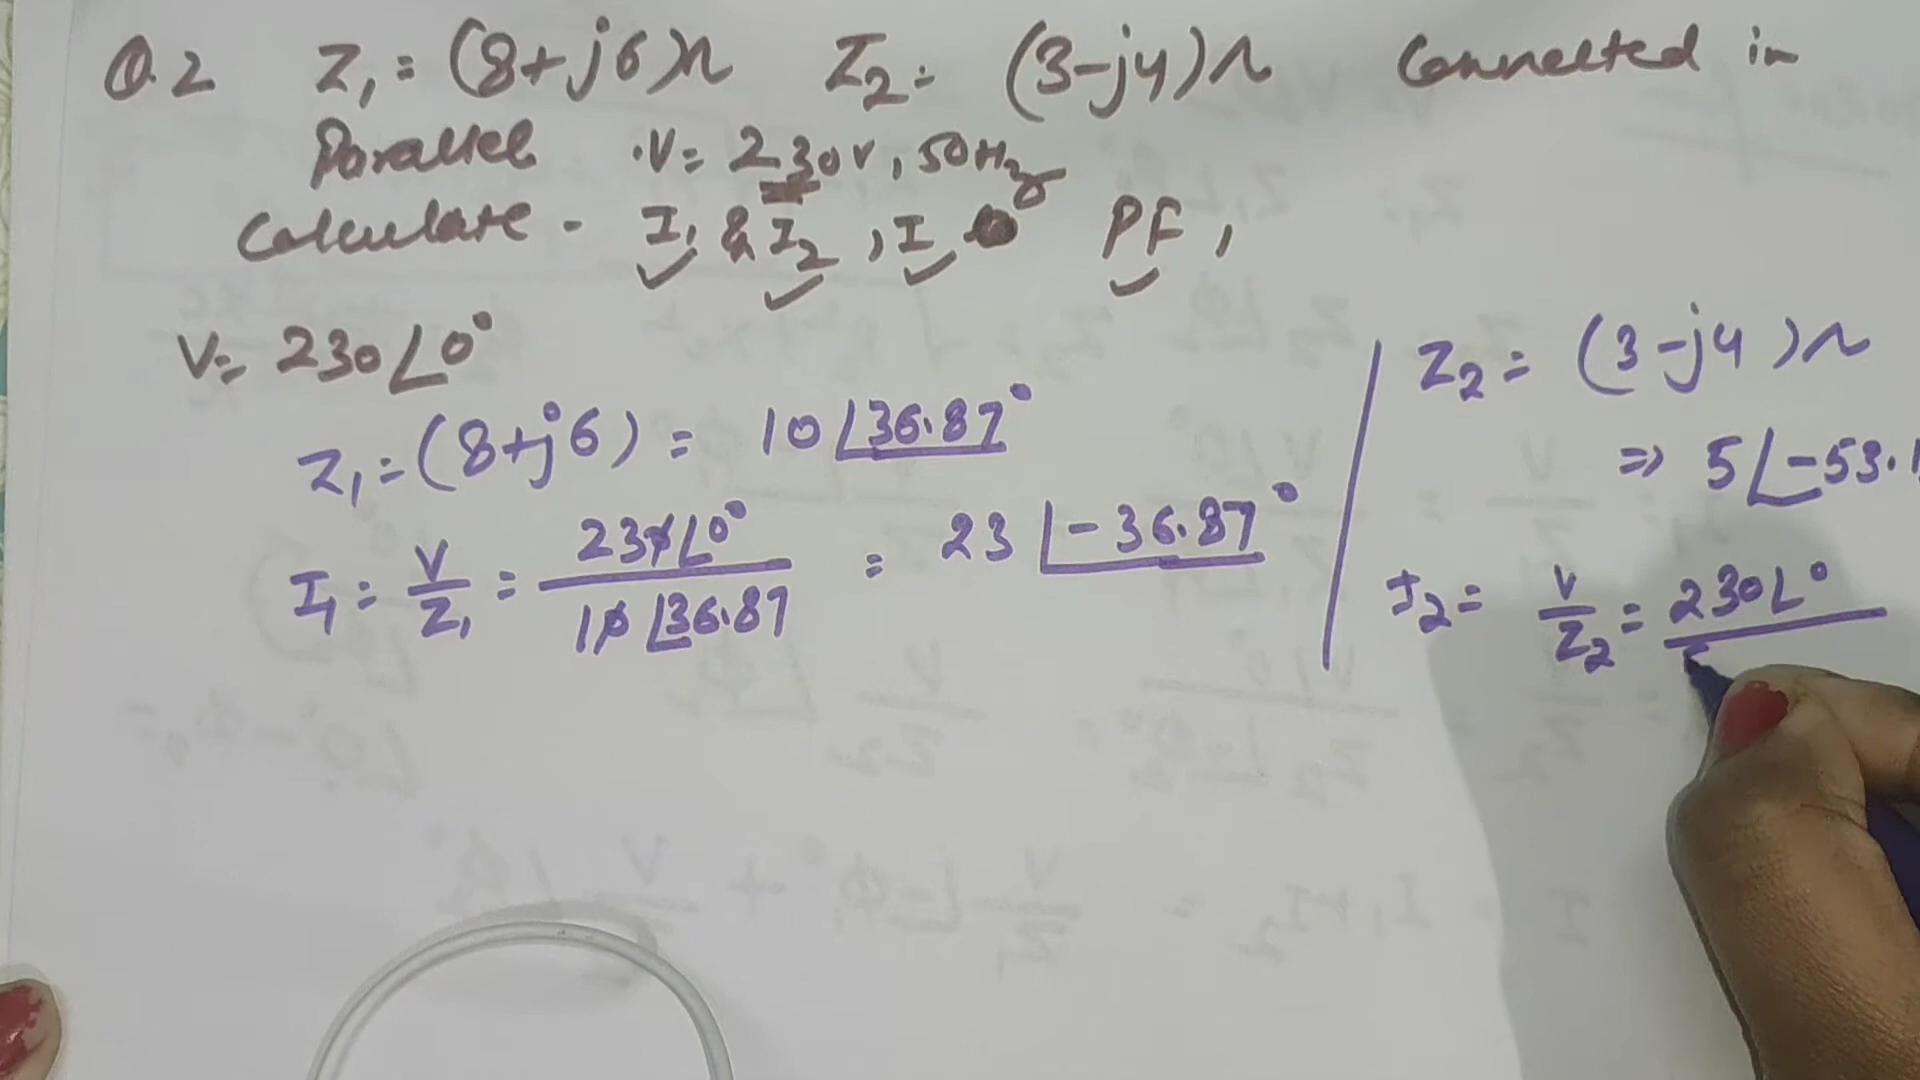 Q.2 Z₁ = (8+j6)Ω Z₂ = (3-j4)Ω Connected in
Parallel .V= 230V, 50Hz
Calculate - I₁ & I₂, I PF,
V= 230∠0°
Z₁ = (8+j6) = 10∠36.87°
I₁ = V/Z₁ = 230∠0°/10∠36.87 = 23∠-36.87°
Z₂ = (3-j4)Ω
⇒ 5∠-53.1
I₂ = V/Z₂ = 230∠0